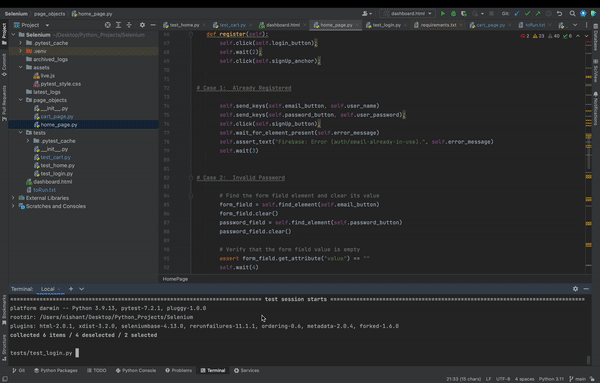 Selenium
page_objects
home_page.py
dashboard.html
main
Project
Selenium ~/Desktop/Python_Projects/Selenium
.pytest_cache
.venv
archived_logs
assets
live.js
pytest_style.css
latest_logs
page_objects
__init__.py
cart_page.py
home_page.py
tests
.pytest_cache
__init__.py
test_cart.py
test_home.py
test_login.py
dashboard.html
toRun.txt
External Libraries
Scratches and Consoles
Commit
Pull Requests
Bookmarks
Structure
test_home.py
test_cart.py
dashboard.html
home_page.py
test_login.py
requirements.txt
cart_page.py
toRun.txt
def register(self):
self.click(self.login_button);
self.wait(2);
self.click(self.signUp_anchor);
# Case 1: Already Registered
self.send_keys(self.email_button, self.user_name)
self.send_keys(self.password_button, self.user_password);
self.click(self.signUp_button);
self.wait_for_element_present(self.error_message)
self.assert_text("Firebase: Error (auth/email-already-in-use).", self.error_message)
self.wait(3)
# Case 2: Invalid Password
# Find the form field element and clear its value
form_field = self.find_element(self.email_button)
form_field.clear()
password_field = self.find_element(self.password_button)
password_field.clear()
# Verify that the form field value is empty
assert form_field.get_attribute("value") == ""
self.wait(4)
HomePage
Terminal: Local
test session starts
platform darwin -- Python 3.9.13, pytest-7.2.1, pluggy-1.0.0
rootdir: /Users/nishant/Desktop/Python_Projects/Selenium
plugins: html-2.0.1, xdist-3.2.0, seleniumbase-4.13.0, rerunfailures-11.1.1, ordering-0.6, metadata-2.0.4, forked-1.6.0
collected 6 items / 4 deselected / 2 selected
tests/test_login.py
Git
Python Packages
TODO
Python Console
Problems
Terminal
Services
21:33 (15 chars)
LF
UTF-8
4 spaces
Python 3.11
main